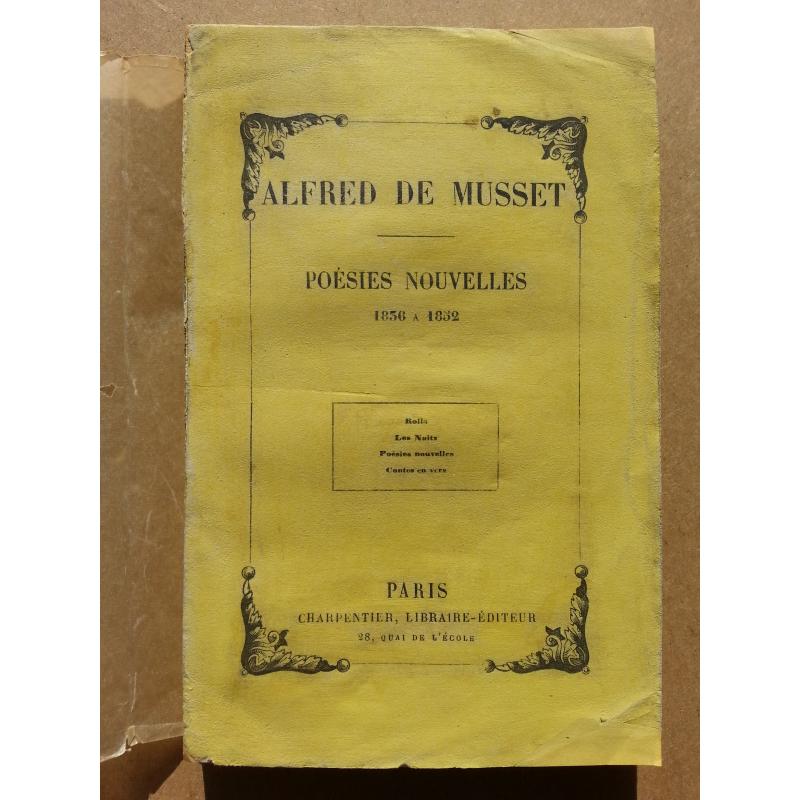 ALFRED DE MUSSET
POÉSIES NOUVELLES
1836 A 1852
Rolla
Les Nuits
Poésies nouvelles
Contes en vers
PARIS
CHARPENTIER, LIBRAIRE-ÉDITEUR
28, QUAI DE L'ÉCOLE